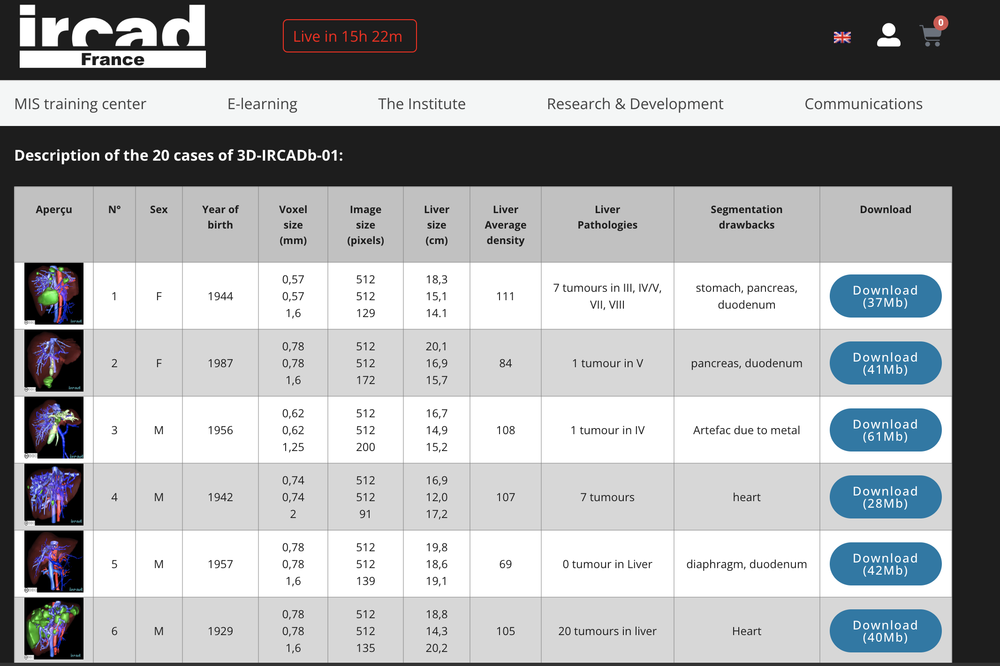 ircad
France
Live in 15h 22m
0
MIS training center E-learning The Institute Research & Development Communications
Description of the 20 cases of 3D-IRCADb-01:
Aperçu N° Sex Year of birth Voxel size (mm) Image size (pixels) Liver size (cm) Liver Average density Liver Pathologies Segmentation drawbacks Download
ircad
1 F 1944 0,57 0,57 1,6 512 512 129 18,3 15,1 14.1 111 7 tumours in III, IV/V, VII, VIII stomach, pancreas, duodenum Download (37Mb)
ircad
2 F 1987 0,78 0,78 1,6 512 512 172 20,1 16,9 15,7 84 1 tumour in V pancreas, duodenum Download (41Mb)
ircad
3 M 1956 0,62 0,62 1,25 512 512 200 16,7 14,9 15,2 108 1 tumour in IV Artefac due to metal Download (61Mb)
ircad
4 M 1942 0,74 0,74 2 512 512 91 16,9 12,0 17,2 107 7 tumours heart Download (28Mb)
ircad
5 M 1957 0,78 0,78 1,6 512 512 139 19,8 18,6 19,1 69 0 tumour in Liver diaphragm, duodenum Download (42Mb)
ircad
6 M 1929 0,78 0,78 1,6 512 512 135 18,8 14,3 20,2 105 20 tumours in liver Heart Download (40Mb)